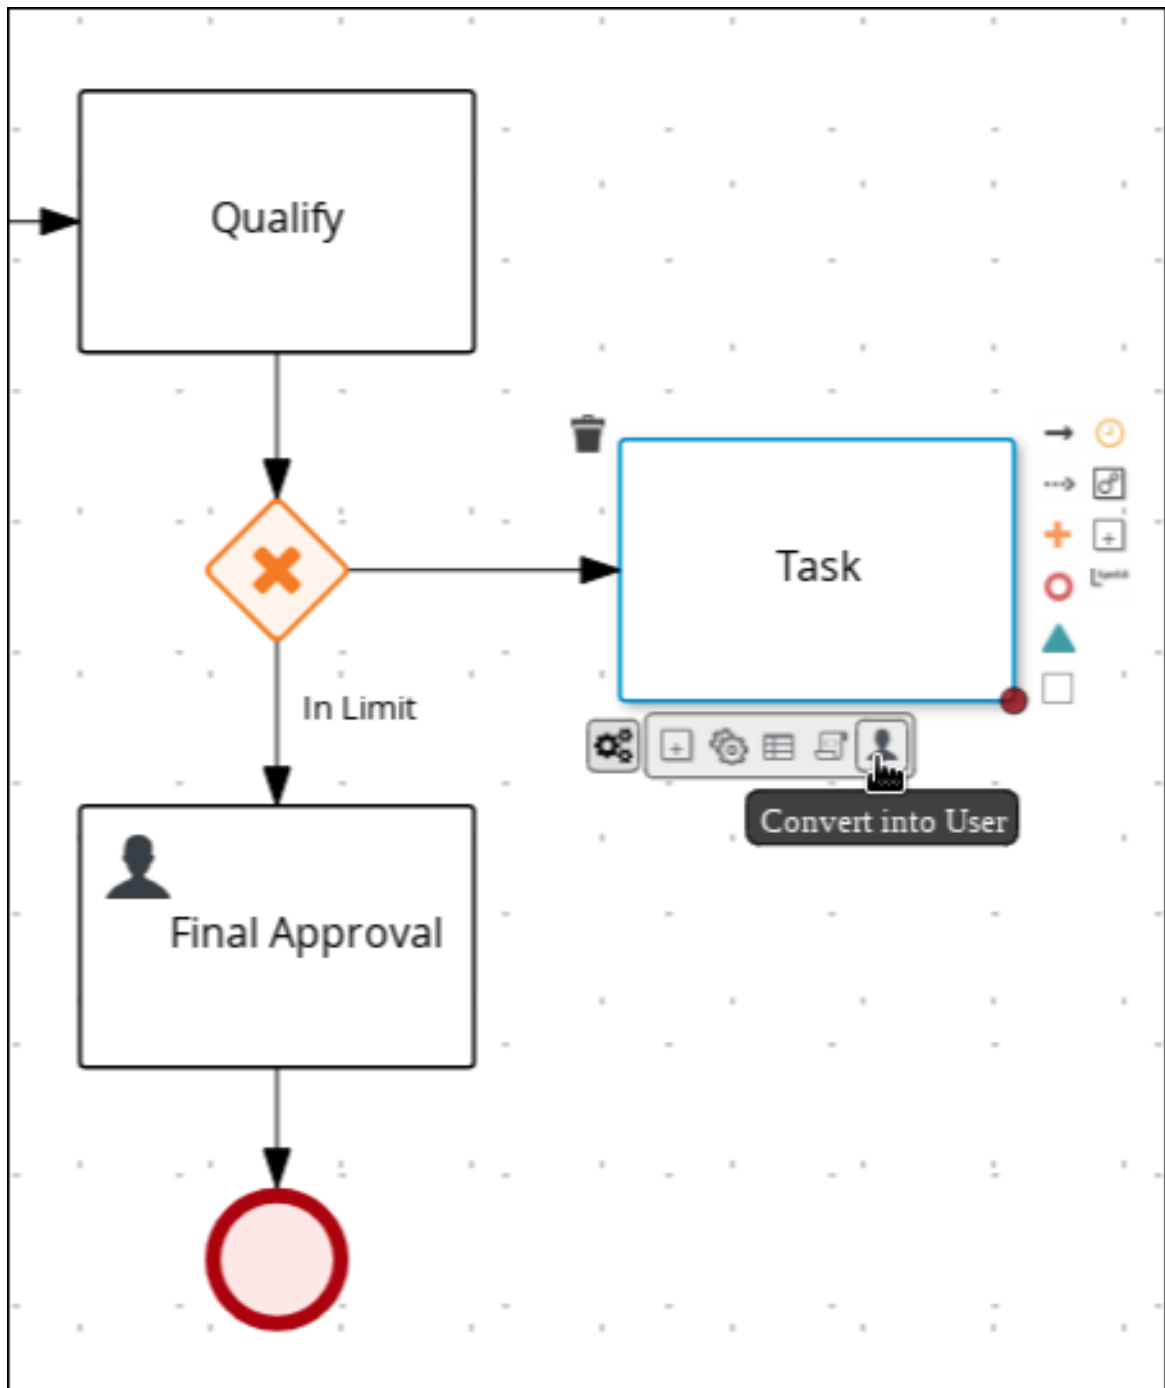 Qualify
Task
In Limit
Convert into User
Final Approval